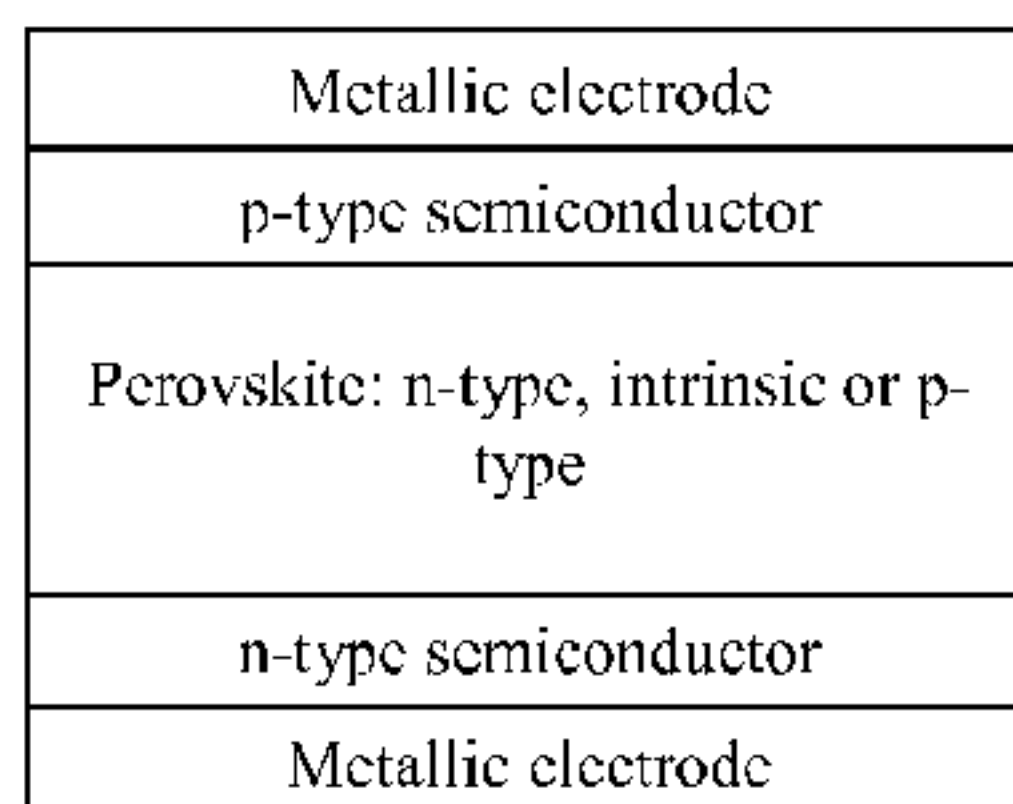 Metallic electrode
p-type semiconductor
Perovskite: n-type, intrinsic or p-
type
n-type semiconductor
Metallic electrode